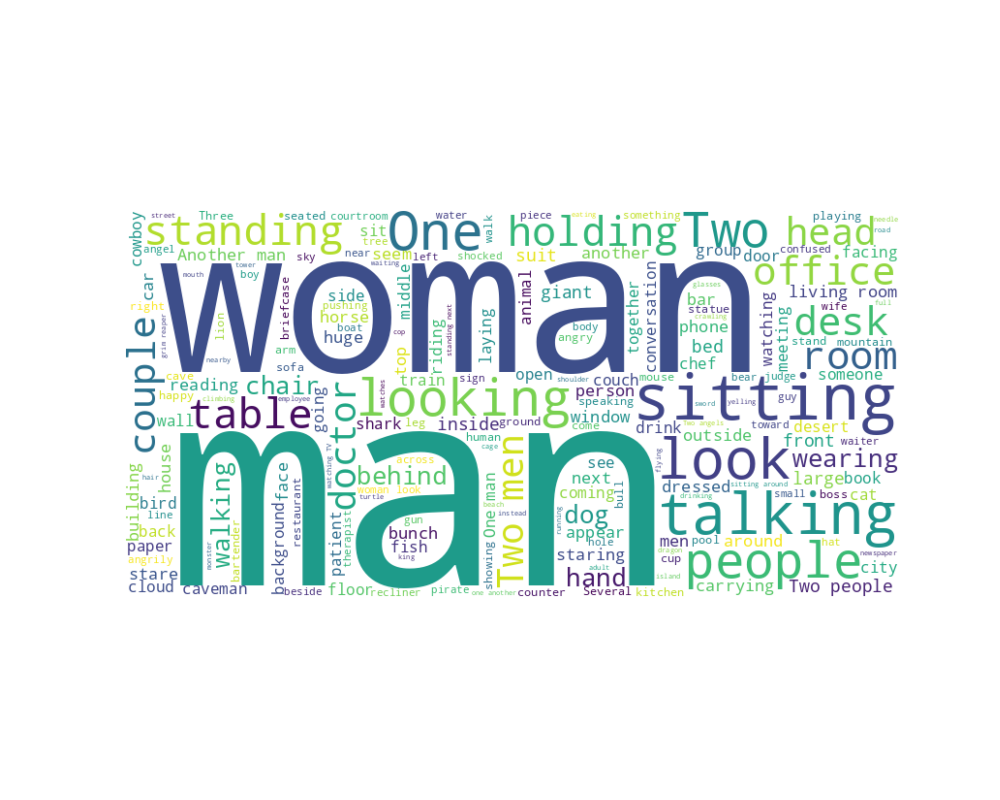 street
Three
seated
courtroom
water
piece
eating
something
playing
needle
cowboy
standing
sit
One
walk
holding
Two
head
road
angel
Another man
tree
seem
near
left
shocked
another
suit
group
door
confused
facing
sky
waiting
middle
animal
together
conversation
office
car
mouth
tower
boy
briefcase
woman
giant
glasses
crawling
watching
living room
wife
full
right
lion
side
pushing
horse
boat
huge
cop
riding
standing next
laying
body
angry
bar
statue
phone
chef
bed
meeting
desk
stand
mountain
couple
grim reaper
nearby
arm
sofa
top
train
sign
open
shoulder
couch
mouse
bear
judge
room
someone
cave
happy
reading
climbing
chair
going
employee
watches
looking
person
speaking
sword
yelling
sitting
guy
toward
desert
wall
table
doctor
shark
leg
inside
ground
window
come
drink
Two angels
outside
front
waiter
house
hair
walking
face
watching TV
man
across
behind
human
cage
Two men
see
next
coming
flying
look
wearing
building
bird
line
background
restaurant
patient
therapist
woman look
turtle
gun
beach
One man
instead
dog
appear
hole
bull
running
dressed
sitting around
drinking
small
boss
large
book
cat
talking
back
paper
angrily
monster
bartender
bunch
fish
king
showing
staring
adult
men
cup
pool
dragon
around
hat
newspaper
people
city
stare
cloud
caveman
beside
floor
recliner
pirate
one another
counter
hand
Several
island
kitchen
carrying
Two people